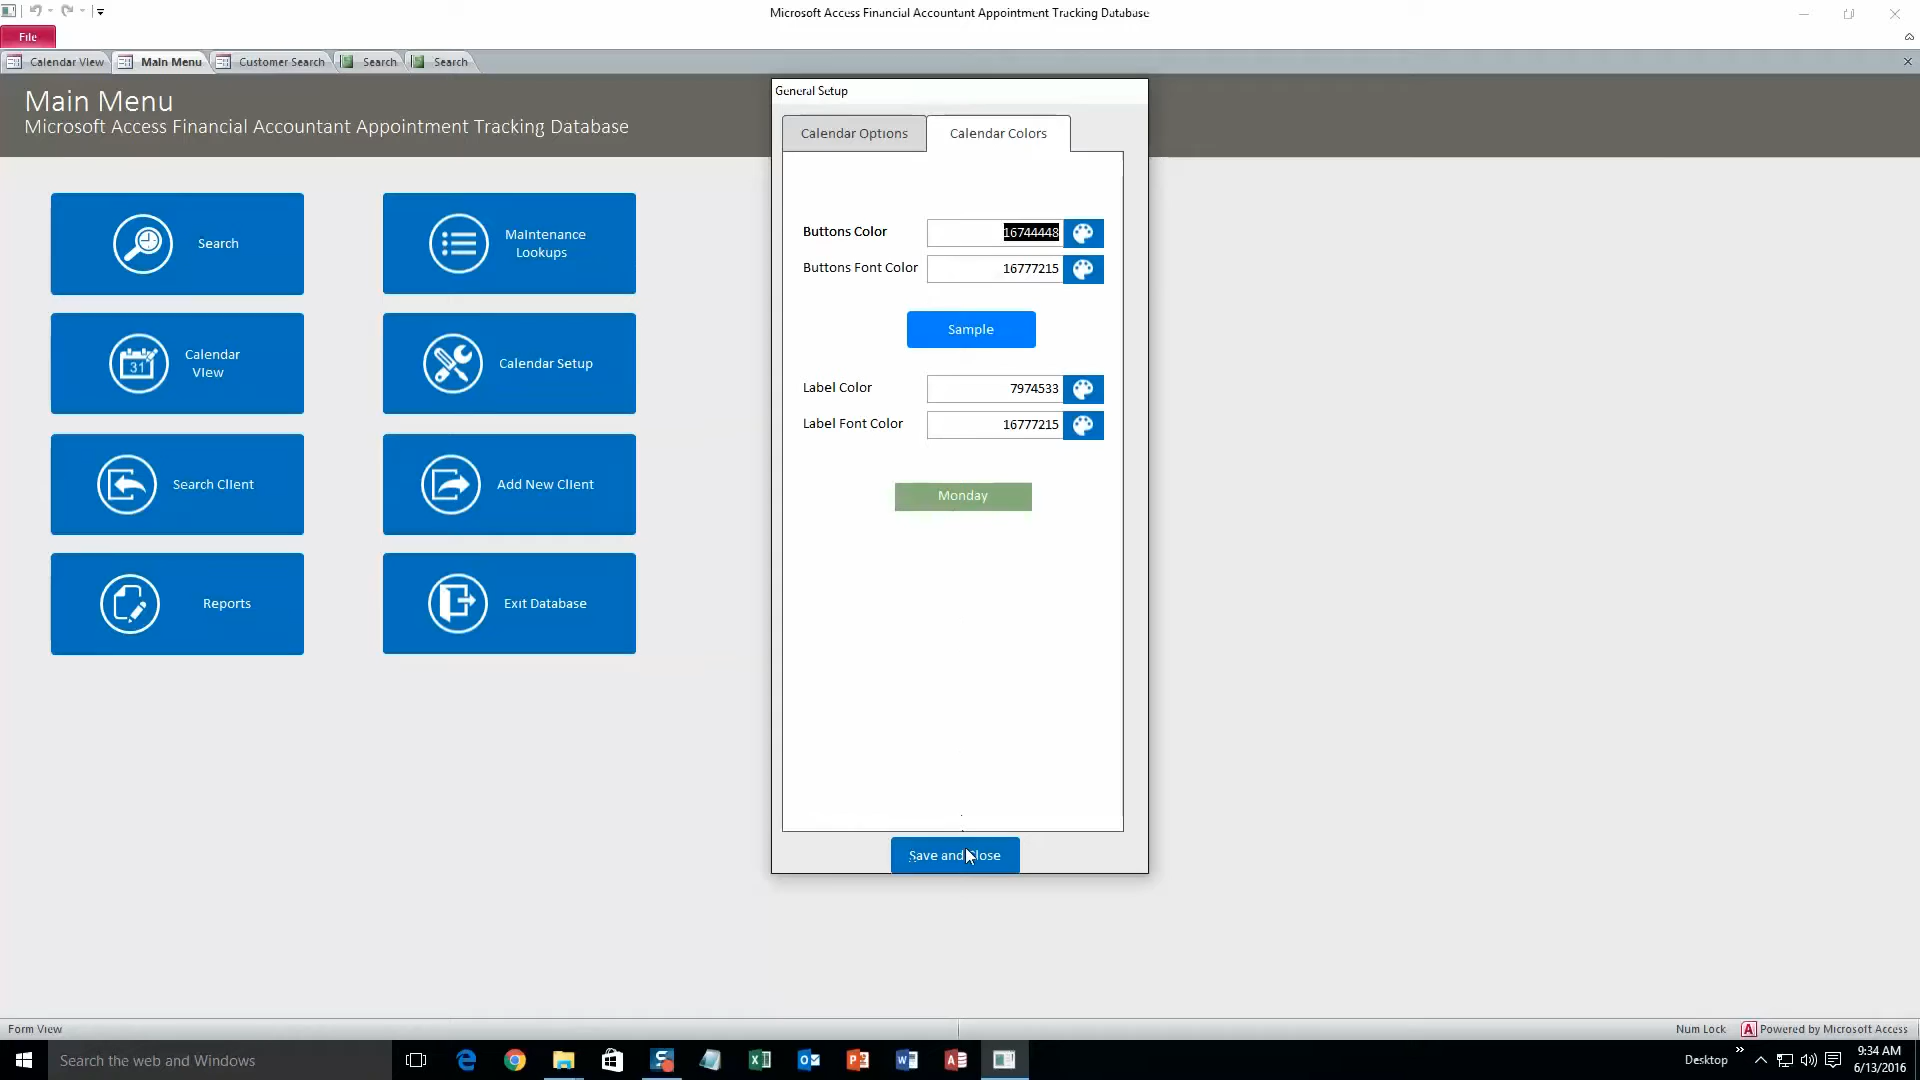 Microsoft Access Financial Accountant Appointment Tracking Database
File
Calendar View
Main Menu
Customer Search
Search
Search
Main Menu
Microsoft Access Financial Accountant Appointment Tracking Database
General Setup
Calendar Options
Calendar Colors
Search
Maintenance
Lookups
Calendar
View
Calendar Setup
31
Search Client
Add New Client
Reports
Exit Database
Buttons Color
16744448
Buttons Font Color
16777215
Sample
Label Color
7974533
Label Font Color
16777215
Monday
Save and Close
Form View
Num Lock
Powered by Microsoft Access
Search the web and Windows
Desktop
9:34 AM
6/13/2016